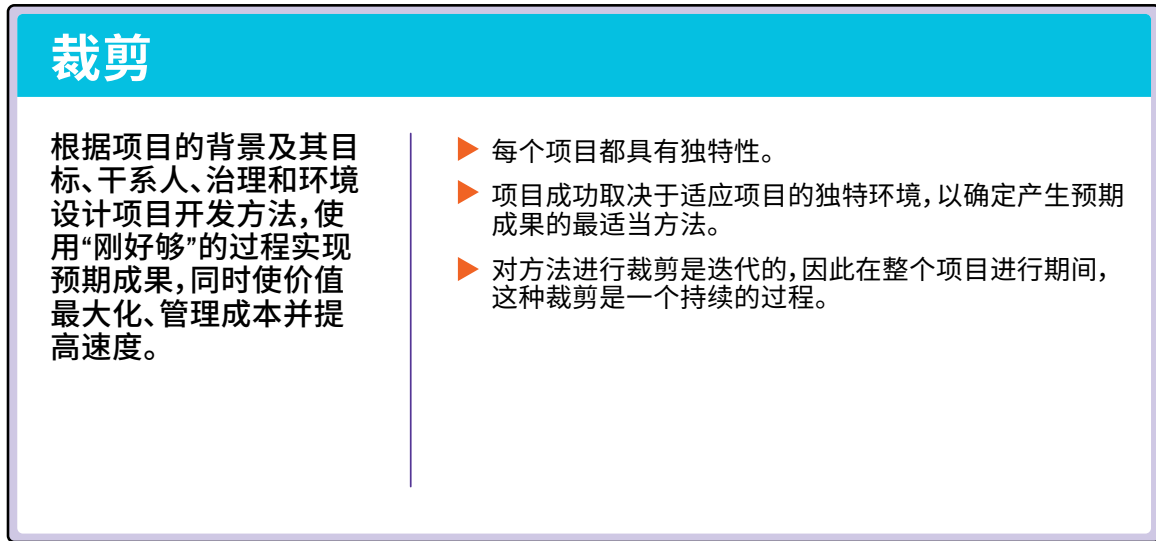 裁剪
根据项目的背景及其目
标、干系人、治理和环境
设计项目开发方法，使
用“刚好够”的过程实现
预期成果，同时使价值
最大化、管理成本并提
高速度。
每个项目都具有独特性。
项目成功取决于适应项目的独特环境，以确定产生预期
成果的最适当方法。
对方法进行裁剪是迭代的，因此在整个项目进行期间，
这种裁剪是一个持续的过程。